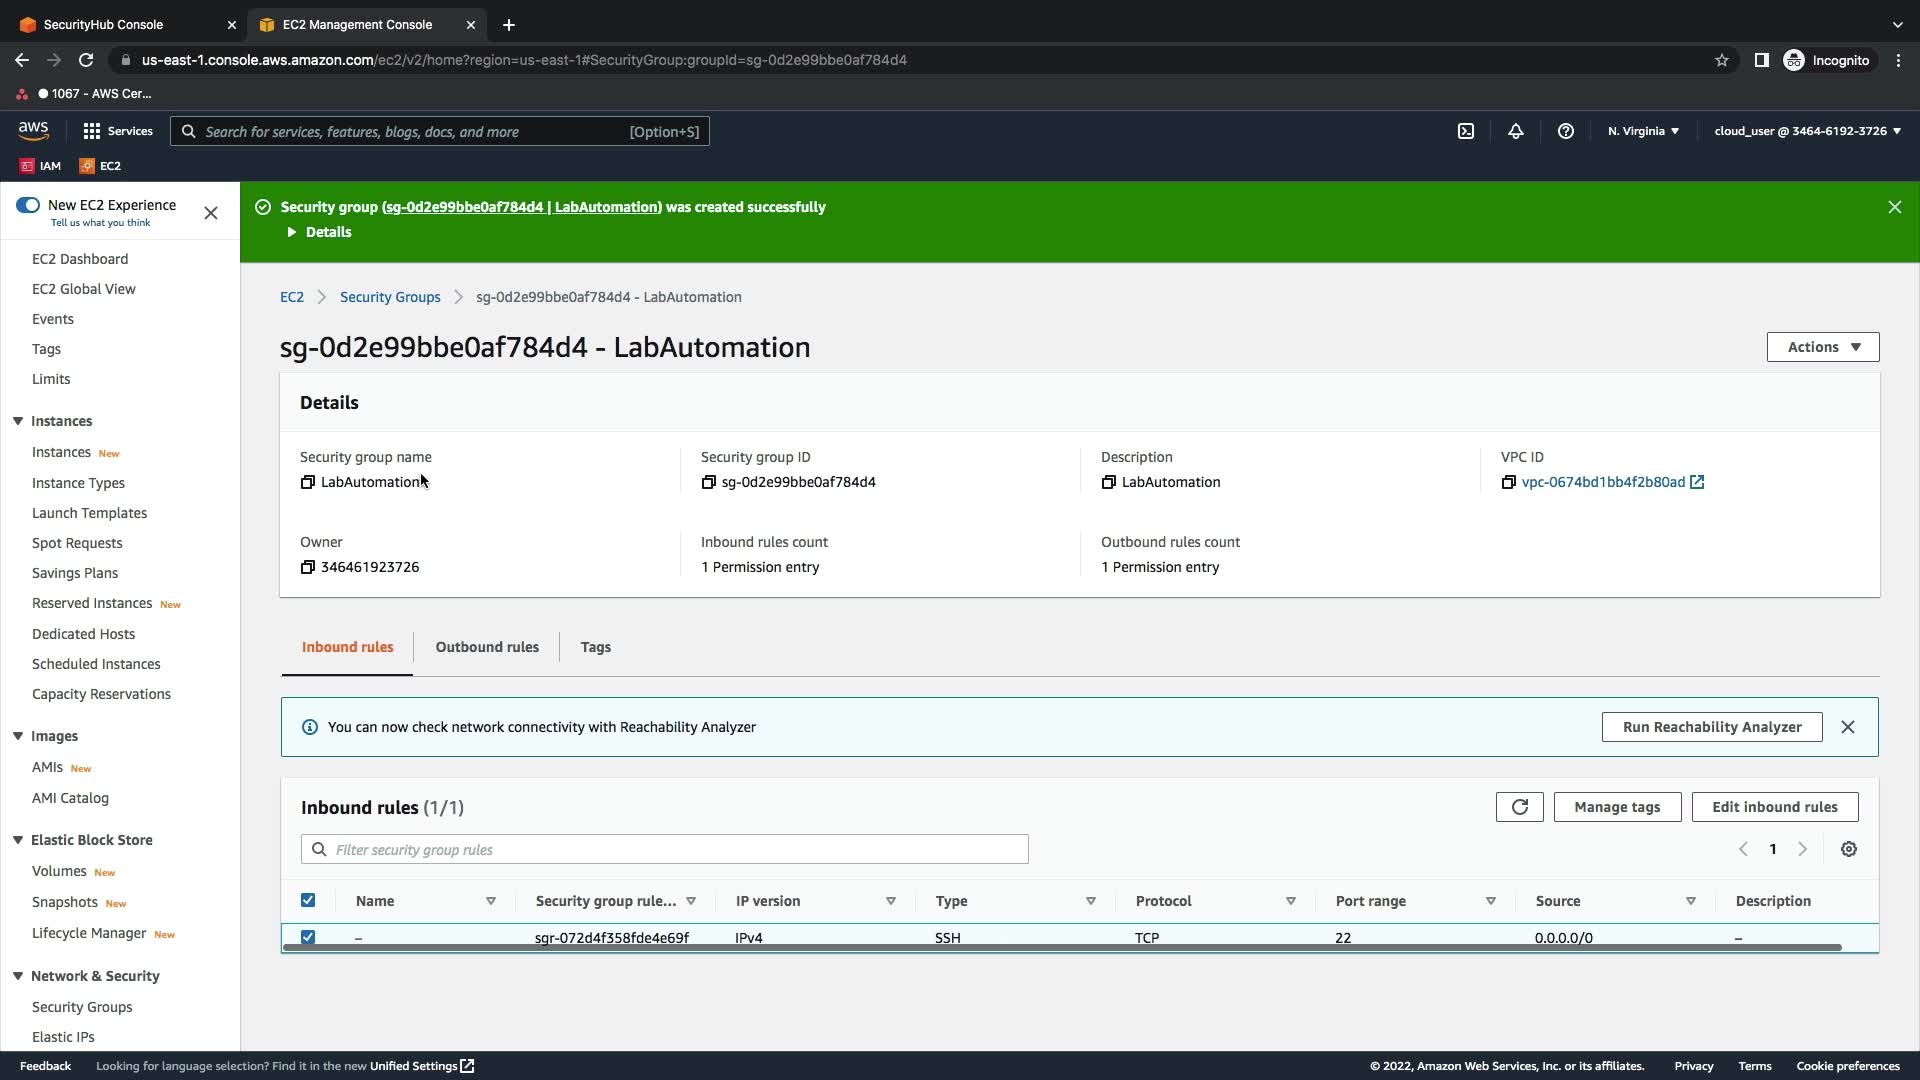 SecurityHub Console
EC2 Management Console
us-east-1.console.aws.amazon.com/ec2/v2/home?region=us-east-1#SecurityGroup:groupId=sg-0d2e99bbe0af784d4
Incognito
1067 - AWS Cer...
aws
Services
Search for services, features, blogs, docs, and more
[Option+S]
N. Virginia
cloud_user @ 3464-6192-3726
IAM
EC2
New EC2 Experience
Tell us what you think
EC2 Dashboard
EC2 Global View
Events
Tags
Limits
Instances
Instances New
Instance Types
Launch Templates
Spot Requests
Savings Plans
Reserved Instances New
Dedicated Hosts
Scheduled Instances
Capacity Reservations
Images
AMIs New
AMI Catalog
Elastic Block Store
Volumes New
Snapshots New
Lifecycle Manager New
Network & Security
Security Groups
Elastic IPs
Security group (sg-0d2e99bbe0af784d4 | LabAutomation) was created successfully
Details
EC2
Security Groups
sg-0d2e99bbe0af784d4 - LabAutomation
sg-0d2e99bbe0af784d4 - LabAutomation
Actions
Details
Security group name
LabAutomation
Security group ID
sg-0d2e99bbe0af784d4
Description
LabAutomation
VPC ID
vpc-0674bd1bb4f2b80ad
Owner
346461923726
Inbound rules count
1 Permission entry
Outbound rules count
1 Permission entry
Inbound rules
Outbound rules
Tags
You can now check network connectivity with Reachability Analyzer
Run Reachability Analyzer
Inbound rules (1/1)
Manage tags
Edit inbound rules
Filter security group rules
1
Name
Security group rule...
IP version
Type
Protocol
Port range
Source
Description
–
sgr-072d4f358fde4e69f
IPv4
SSH
TCP
22
0.0.0.0/0
–
Feedback
Looking for language selection? Find it in the new Unified Settings
© 2022, Amazon Web Services, Inc. or its affiliates.
Privacy
Terms
Cookie preferences